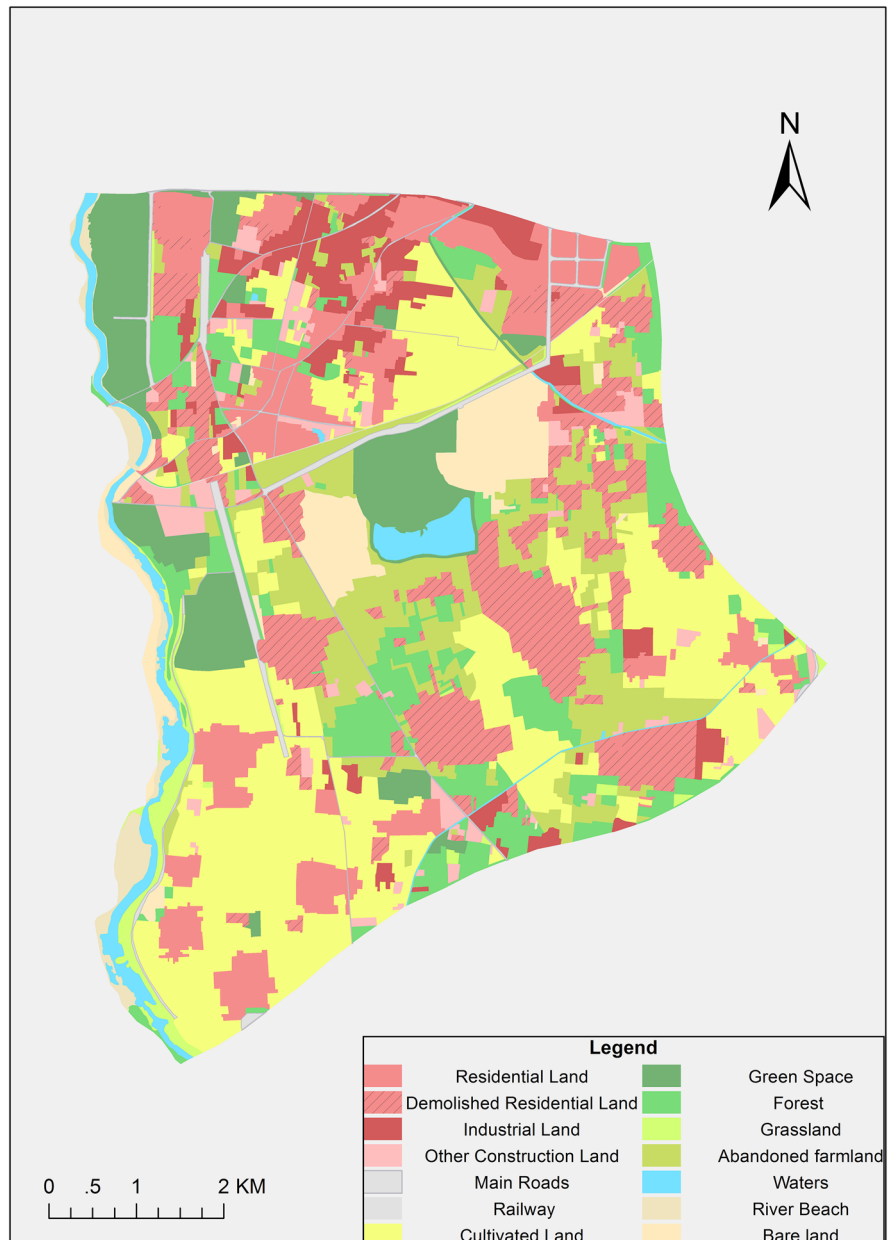 N
Legend
Residential Land Green Space
Demolished Residential Land Forest
Industrial Land Grassland
Other Construction Land Abandoned farmland
Main Roads Waters
Railway River Beach
Cultivated Land Bare land
0 .5 1 2 KM